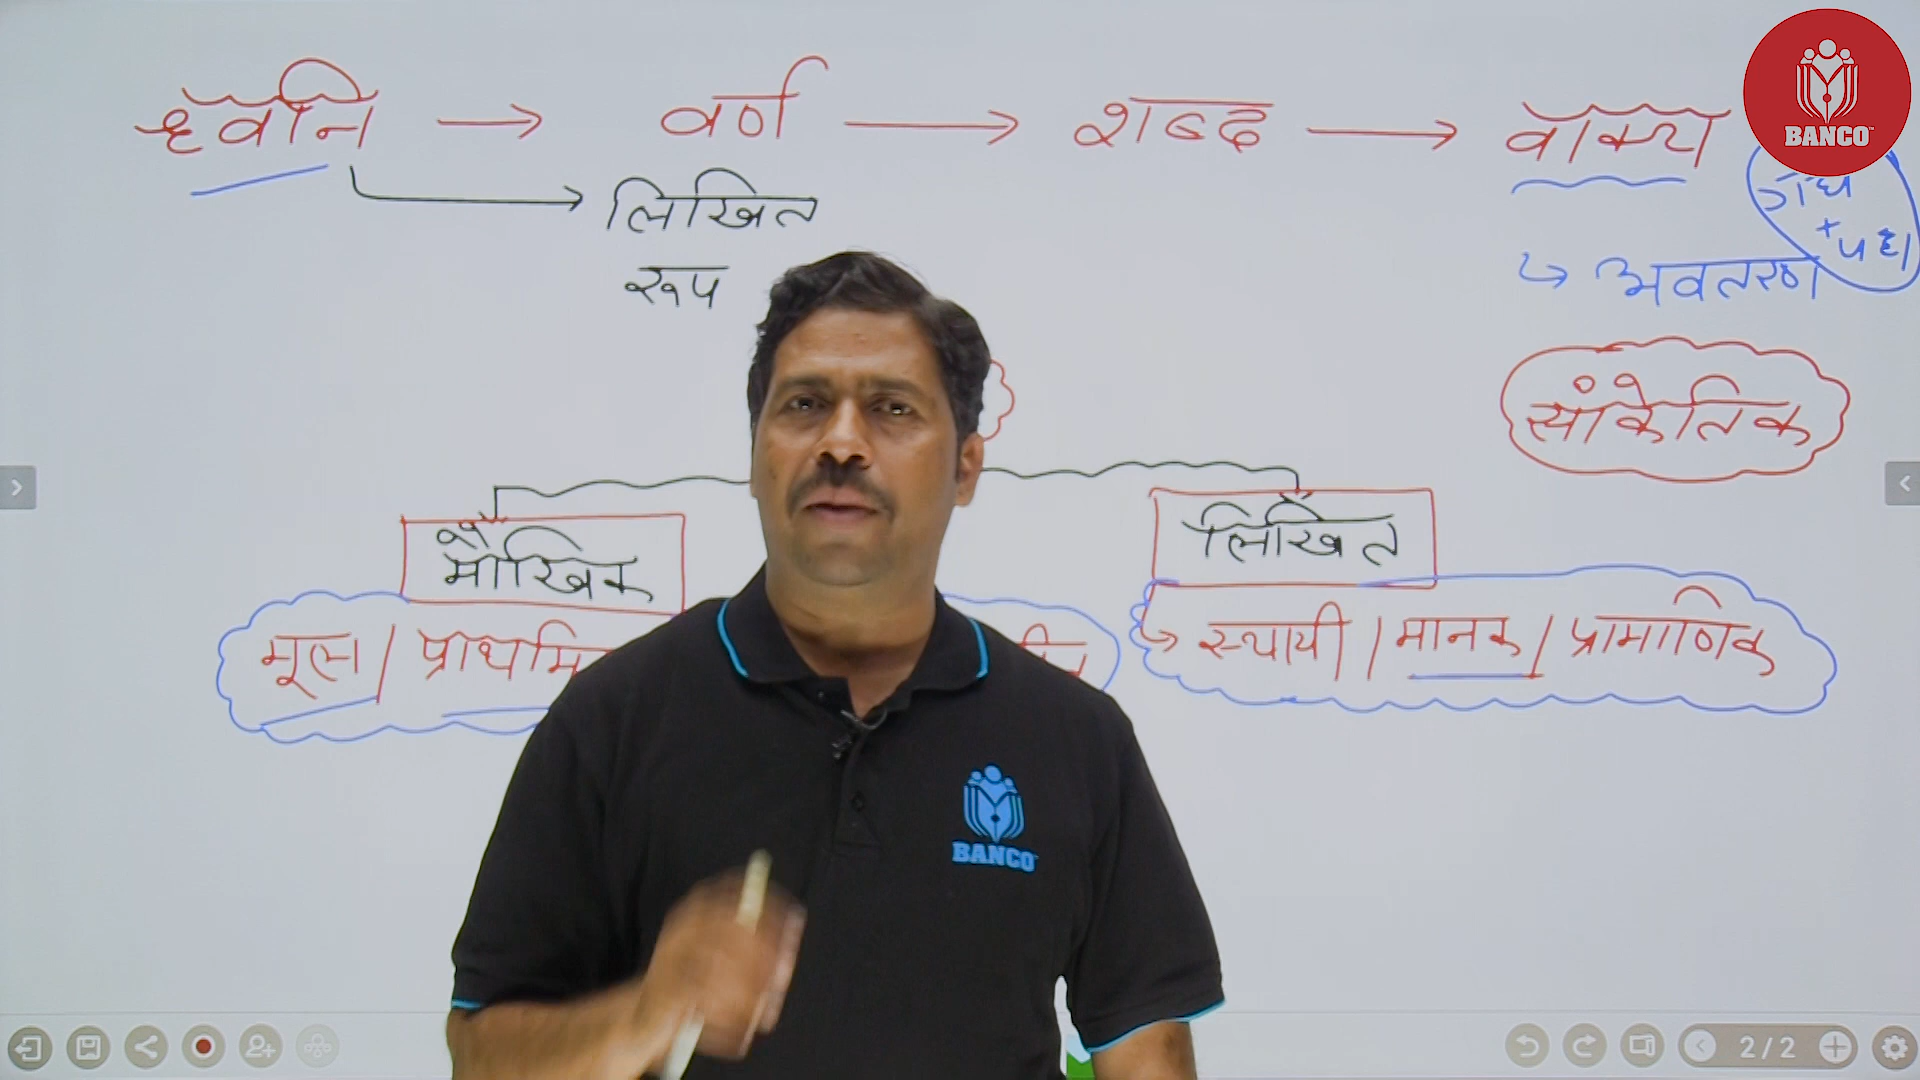 ध्वनि → वर्ण → शब्द → वाक्य
BANCO
लिखित
रूप
गद्य
+ पद्य
↳ अवतरण
सांकेतिक
मौखिक
लिखित
मूल / प्राथमि
↳ स्थायी / मानक / प्रामाणिक
BANCO
2/2